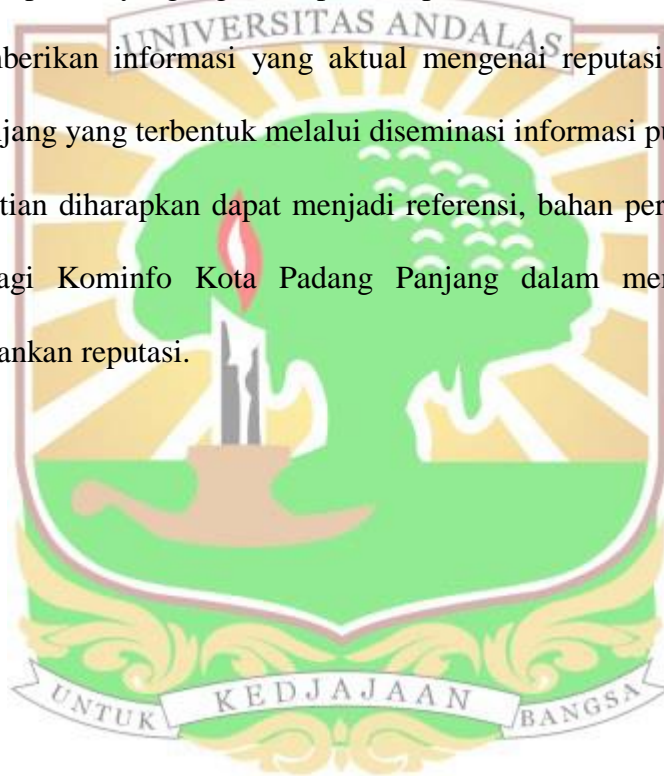 UNIVERSITAS ANDALAS
berikan informasi yang aktual mengenai reputasi
jang yang terbentuk melalui diseminasi informasi pu
tian diharapkan dapat menjadi referensi, bahan per
agi Kominfo Kota Padang Panjang dalam mer
ankan reputasi.
UNTUK KEDJAJAAN BANGSA